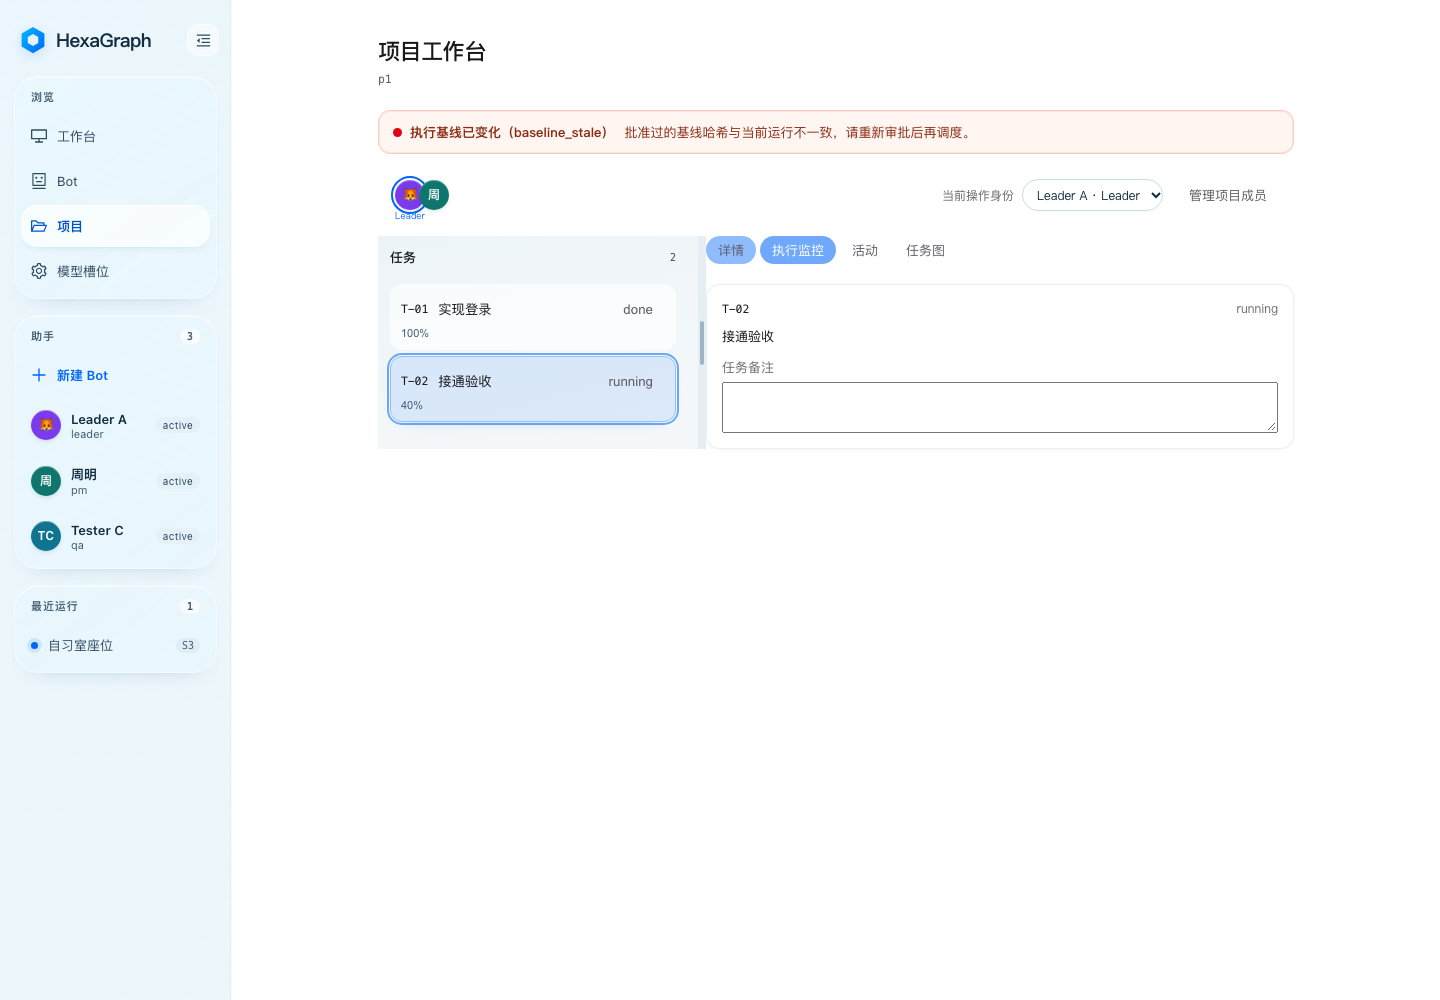 HexaGraph
浏览
工作台
Bot
项目
模型槽位
助手 3
新建 Bot
Leader A
leader
active
周 周明
pm
active
TC Tester C
qa
active
最近运行 1
自习室座位 S3
项目工作台
p1
执行基线已变化（baseline_stale） 批准过的基线哈希与当前运行不一致，请重新审批后再调度。
周
Leader
当前操作身份 Leader A · Leader 管理项目成员
任务 2
T-01 实现登录 done
100%
T-02 接通验收 running
40%
详情 执行监控 活动 任务图
T-02 running
接通验收
任务备注